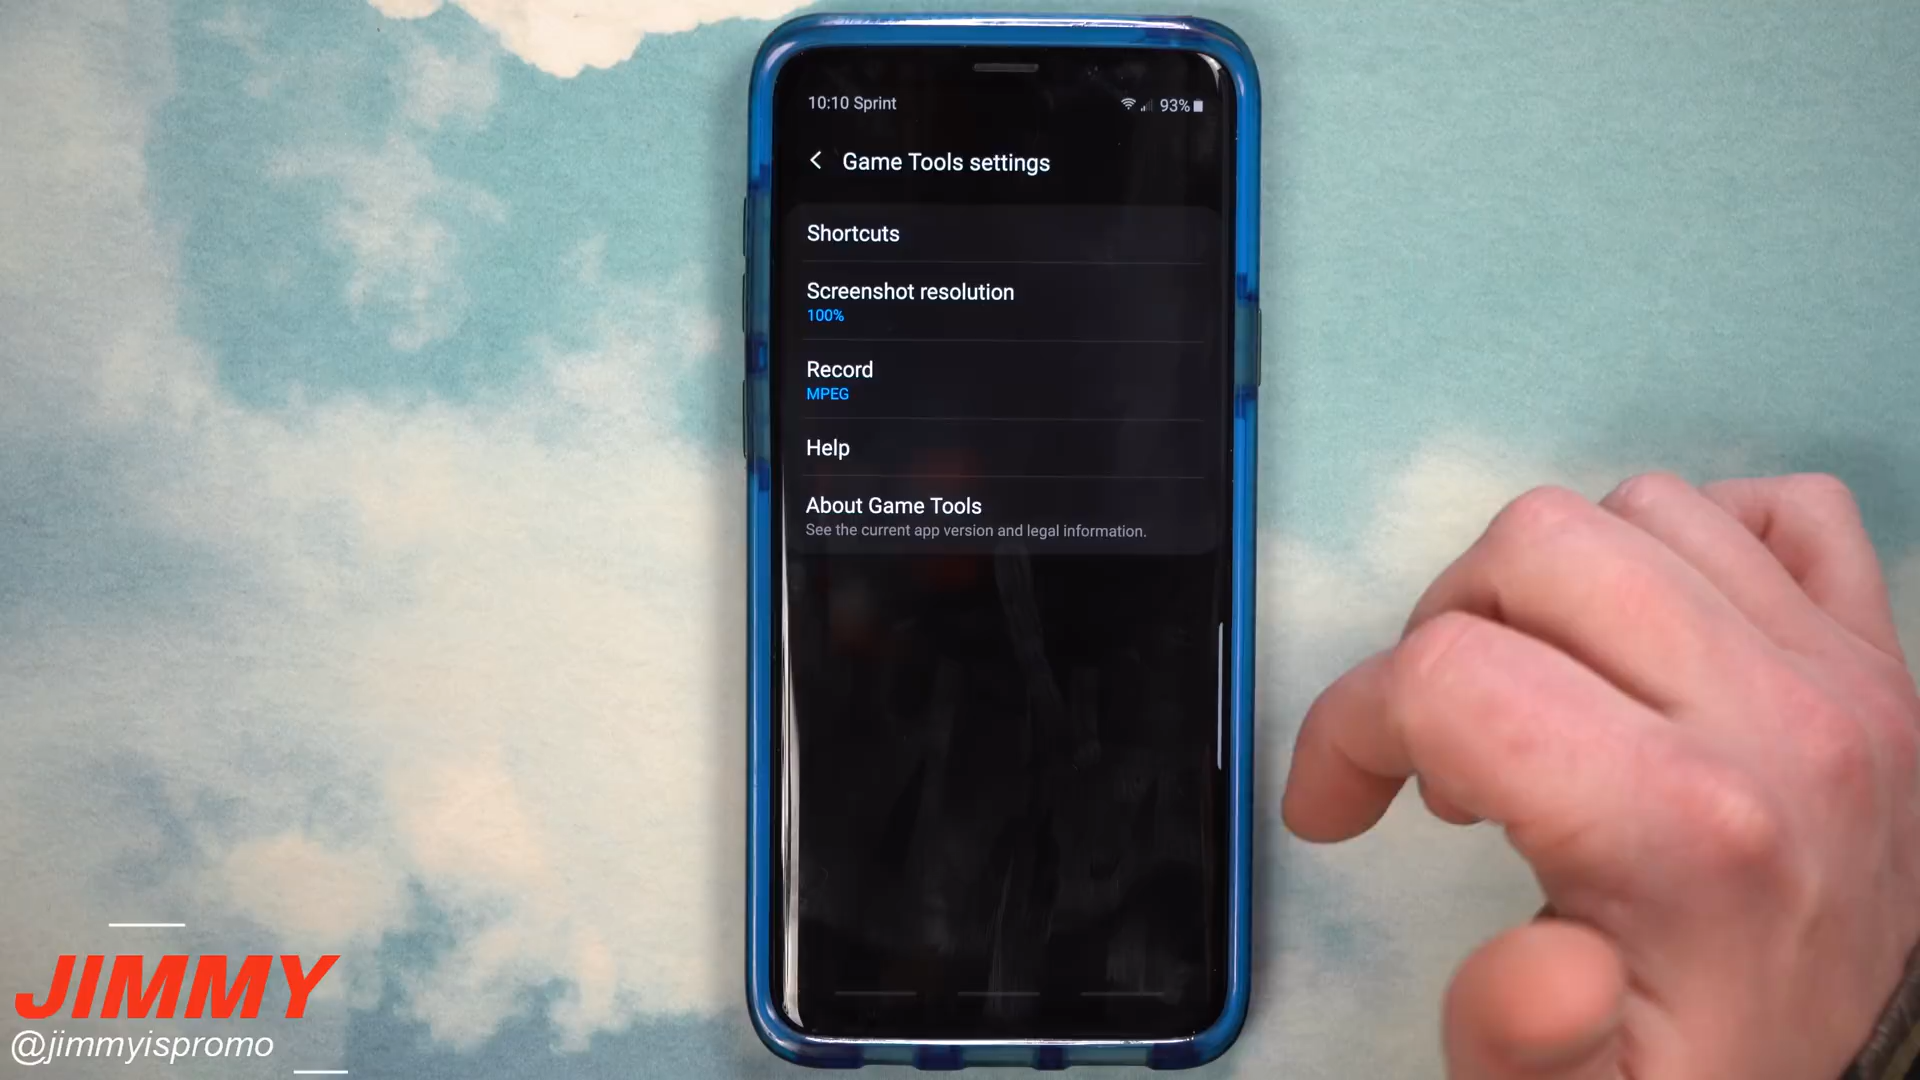 10:10 Sprint 93%
Game Tools settings
Shortcuts
Screenshot resolution
100%
Record
MPEG
Help
About Game Tools
See the current app version and legal information.
JIMMY
@jimmyispromo